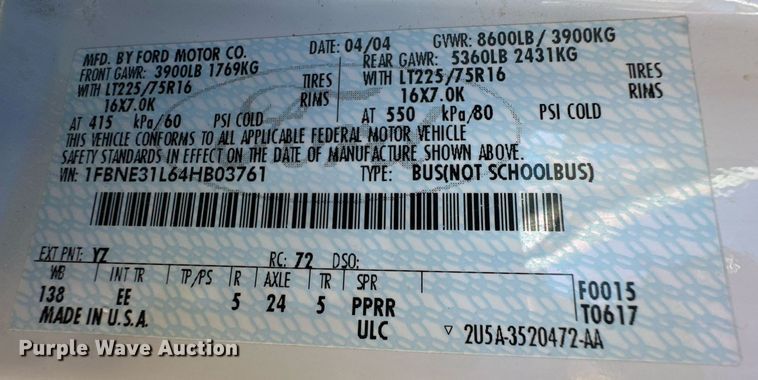 MFD. BY FORD MOTOR CO.
DATE: 04/04
GVWR: 8600LB / 3900KG
FRONT GAWR: 3900LB 1769KG
REAR GAWR: 5360LB 2431KG
WITH LT225/75R16 TIRES
WITH LT225/75R16 TIRES
16X7.0K RIMS
16X7.0K RIMS
AT 415 kPa/60 PSI COLD
AT 550 kPa/80 PSI COLD
THIS VEHICLE CONFORMS TO ALL APPLICABLE FEDERAL MOTOR VEHICLE
SAFETY STANDARDS IN EFFECT ON THE DATE OF MANUFACTURE SHOWN ABOVE.
VIN: 1FBNE31L64HB03761
TYPE: BUS(NOT SCHOOLBUS)
EXT PNT: YZ RC: 72 DSO:
WB INT TR TP/PS R AXLE TR SPR
138 EE 5 24 5 PPRR
F0015
T0617
MADE IN U.S.A.
ULC
▽ 2U5A-3520472-AA
Purple Wave Auction